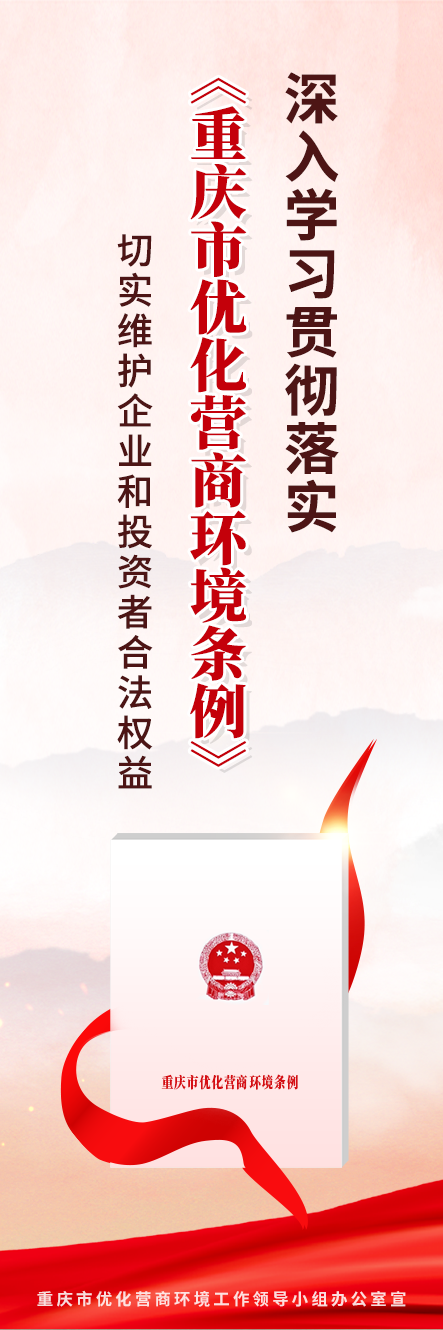 深入学习贯彻落实
《重庆市优化营商环境条例》
切实维护企业和投资者合法权益
重庆市优化营商环境条例
重庆市优化营商环境工作领导小组办公室宣